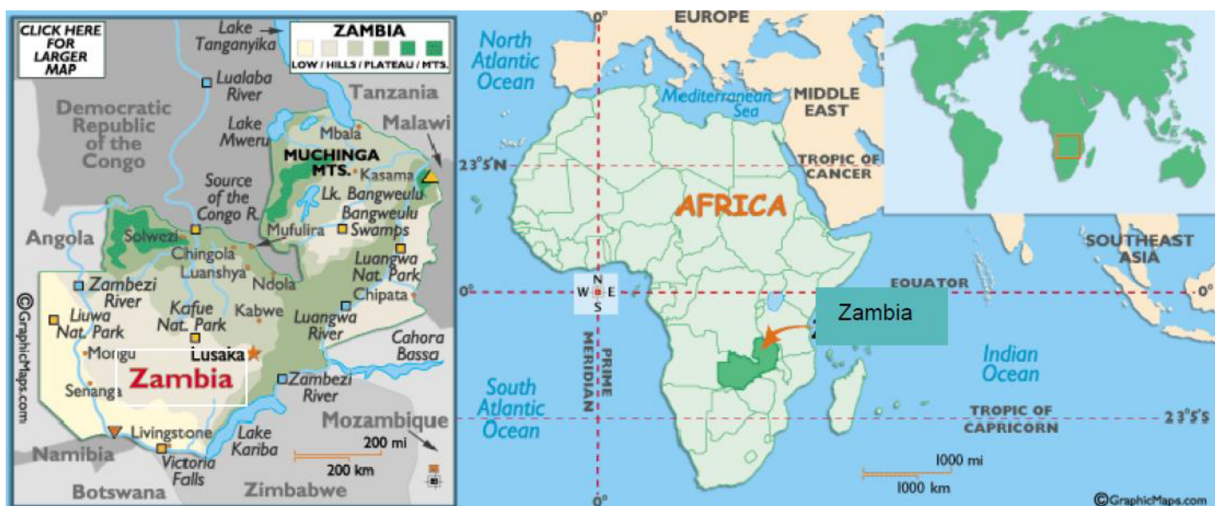 CLICK HERE
FOR
LARGER
MAP
Lake
Tanganyika
ZAMBIA
LOW / HILLS / PLATEAU / MTS.
Lualaba
River
Democratic
Republic
of the
Congo
Tanzania
Malawi
Lake
Mweru
Mbala
MUCHINGA
MTS.
Kasama
Source
of the
Congo R.
Lk. Bangweulu
Bangweulu
Swamps
Angola
Solwezi
Mufulira
Chingola
Luanshya
Ndola
Luangwa
Nat. Park
Chipata
Zambezi
River
Kafue
Nat. Park
Kabwe
Luangwa
River
Liuwa
Nat. Park
Cahora
Bassa
Mongu
Lusaka
Zambia
Zambezi
River
Senanga
Mozambique
Livingstone
Lake
Kariba
200 mi
200 km
Namibia
Victoria
Falls
Botswana
Zimbabwe
©GraphicMaps.com
0°
EUROPE
North
Atlantic
Ocean
Mediterranean
Sea
MIDDLE
EAST
23°5'N
TROPIC OF
CANCER
AFRICA
SOUTHEAST
ASIA
N
W E
S
0°
EQUATOR
0°
Zambia
PRIME
MERIDIAN
Indian
Ocean
South
Atlantic
Ocean
TROPIC OF
CAPRICORN
23°5'S
1000 mi
1000 km
0°
©GraphicMaps.com